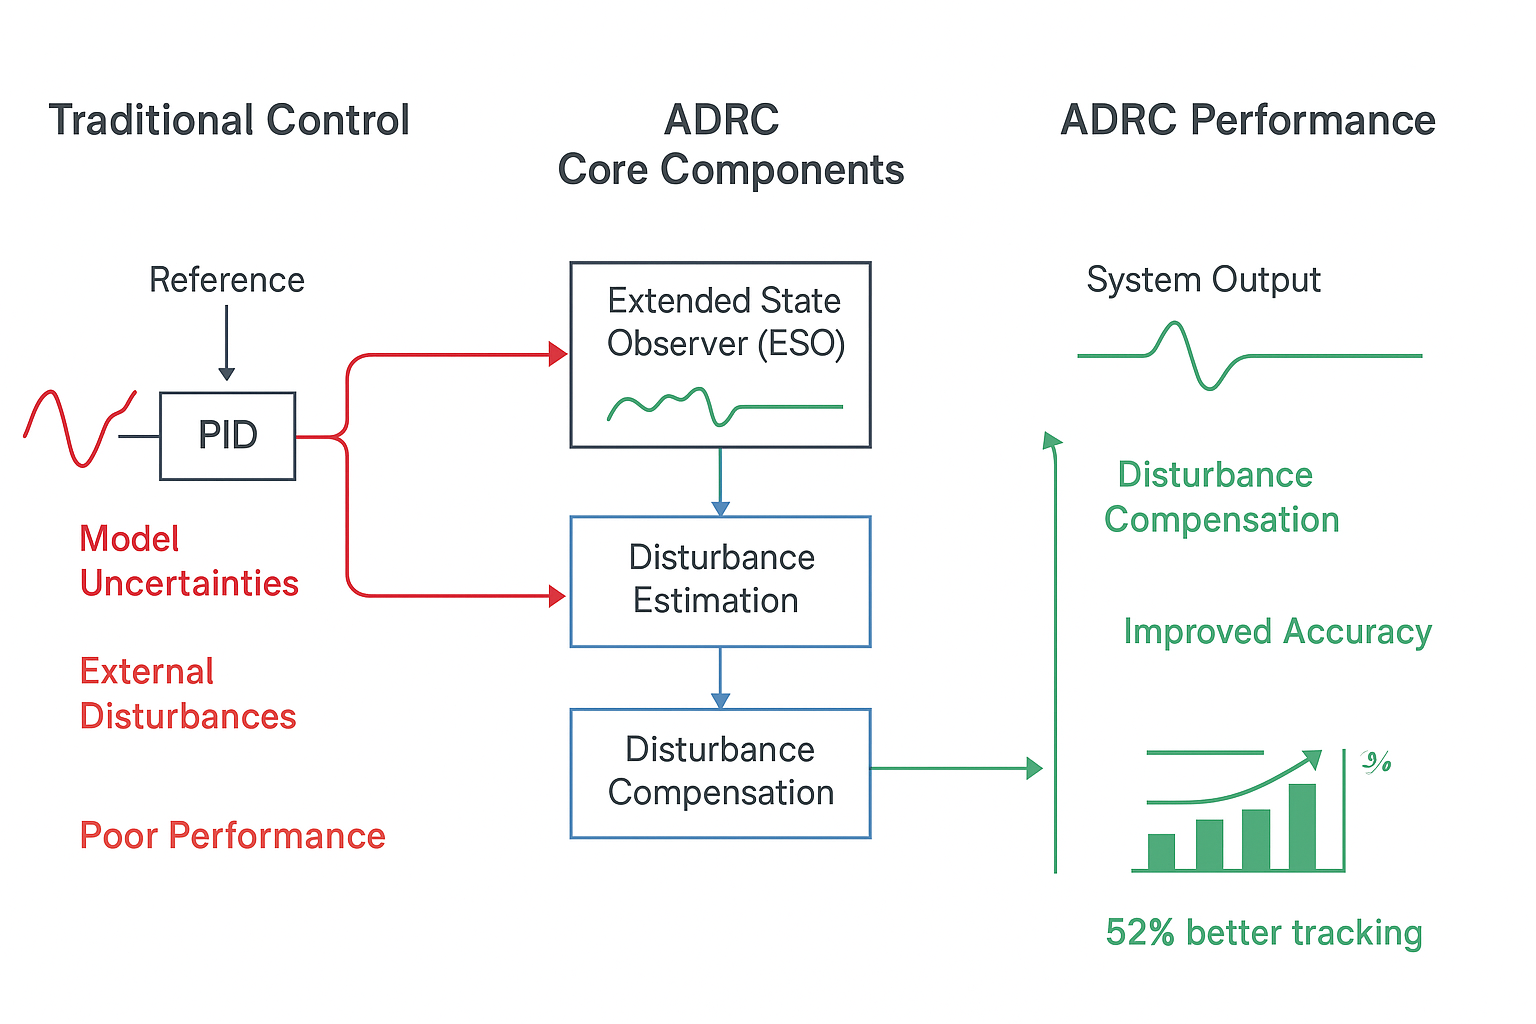 Traditional Control
Reference
PID
Model
Uncertainties
External
Disturbances
Poor Performance
ADRC
Core Components
Extended State
Observer (ESO)
Disturbance
Estimation
Disturbance
Compensation
ADRC Performance
System Output
Disturbance
Compensation
Improved Accuracy
%
52% better tracking